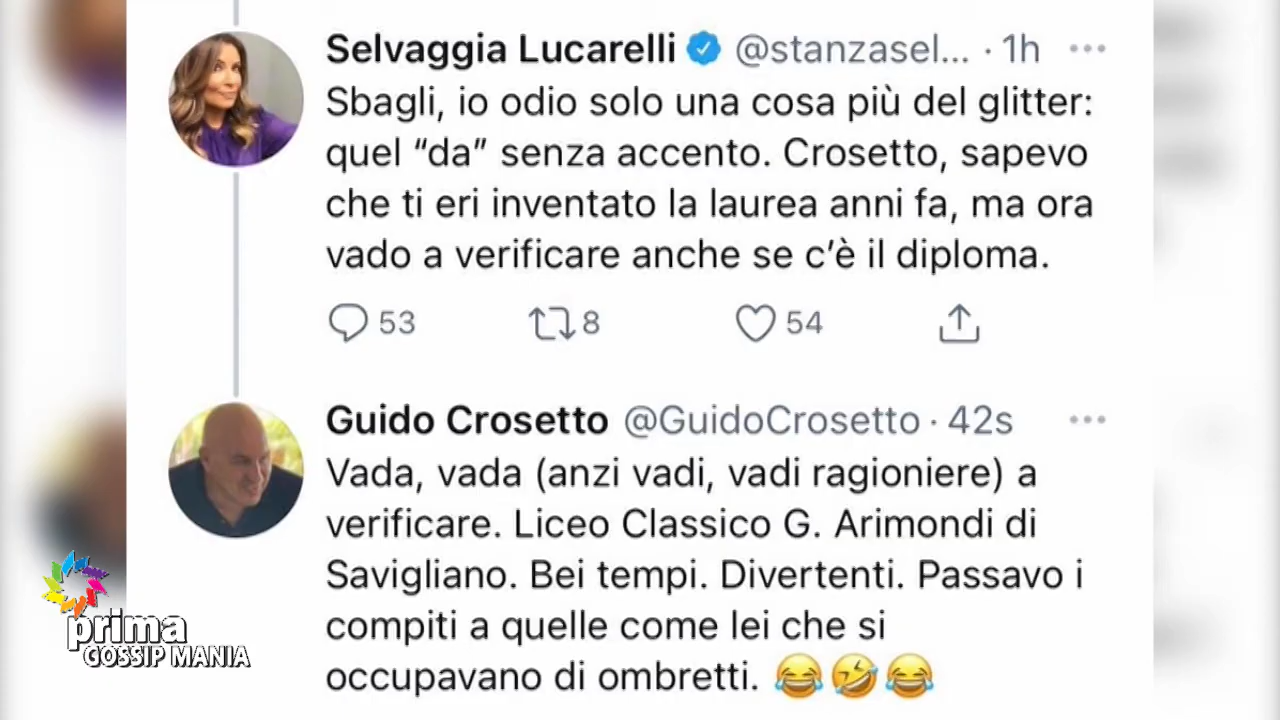 Selvaggia Lucarelli @stanzasel... · 1h
Sbagli, io odio solo una cosa più del glitter:
quel “da” senza accento. Crosetto, sapevo
che ti eri inventato la laurea anni fa, ma ora
vado a verificare anche se c’è il diploma.
53 8 54
Guido Crosetto @GuidoCrosetto · 42s
Vada, vada (anzi vadi, vadi ragioniere) a
verificare. Liceo Classico G. Arimondi di
Savigliano. Bei tempi. Divertenti. Passavo i
compiti a quelle come lei che si
occupavano di ombretti. 😂🤣😂
prima
GOSSIP MANIA